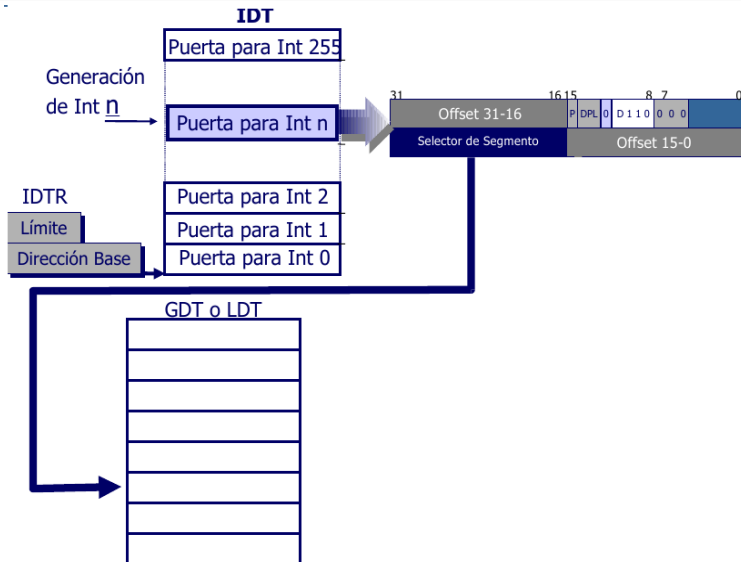 IDT
Puerta para Int 255
Generación
de Int n
Puerta para Int n
31 16 15 8 7 0
Offset 31-16 P DPL 0 D 1 1 0 0 0 0
Selector de Segmento Offset 15-0
IDTR
Puerta para Int 2
Límite
Puerta para Int 1
Dirección Base
Puerta para Int 0
GDT o LDT